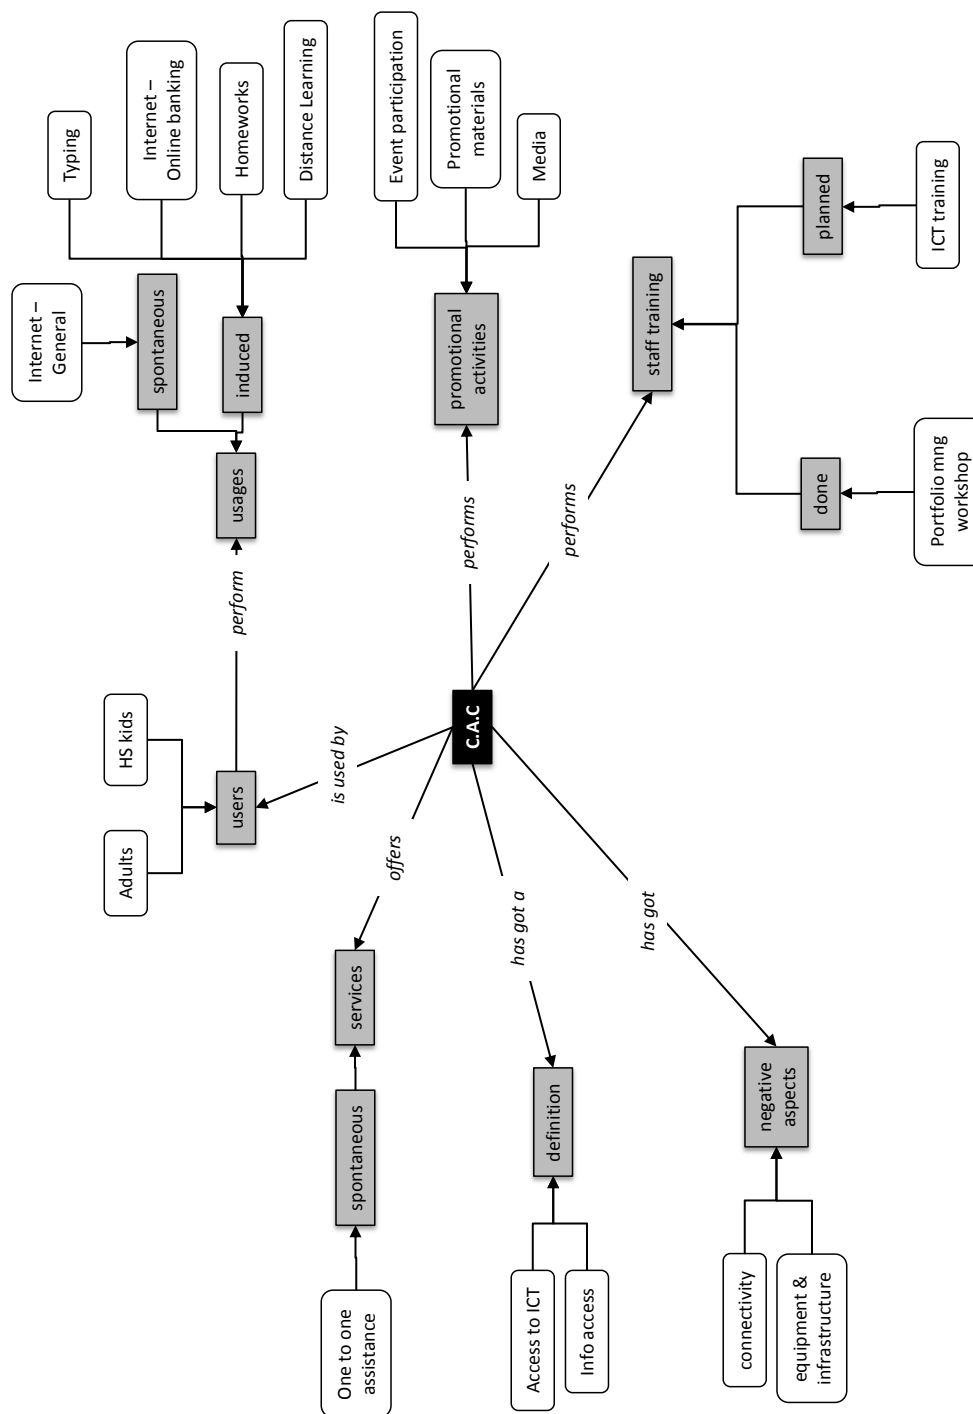 One to one
assistance
spontaneous
services
offers
Adults
HS kids
users
is used by
perform
usages
spontaneous
induced
Internet –
General
Typing
Internet –
Online banking
Homeworks
Distance Learning
Access to ICT
Info access
definition
has got a
C.A.C
performs
promotional
activities
Event participation
Promotional
materials
Media
connectivity
equipment &
infrastructure
negative
aspects
has got
performs
staff training
done
planned
Portfolio mng
workshop
ICT training